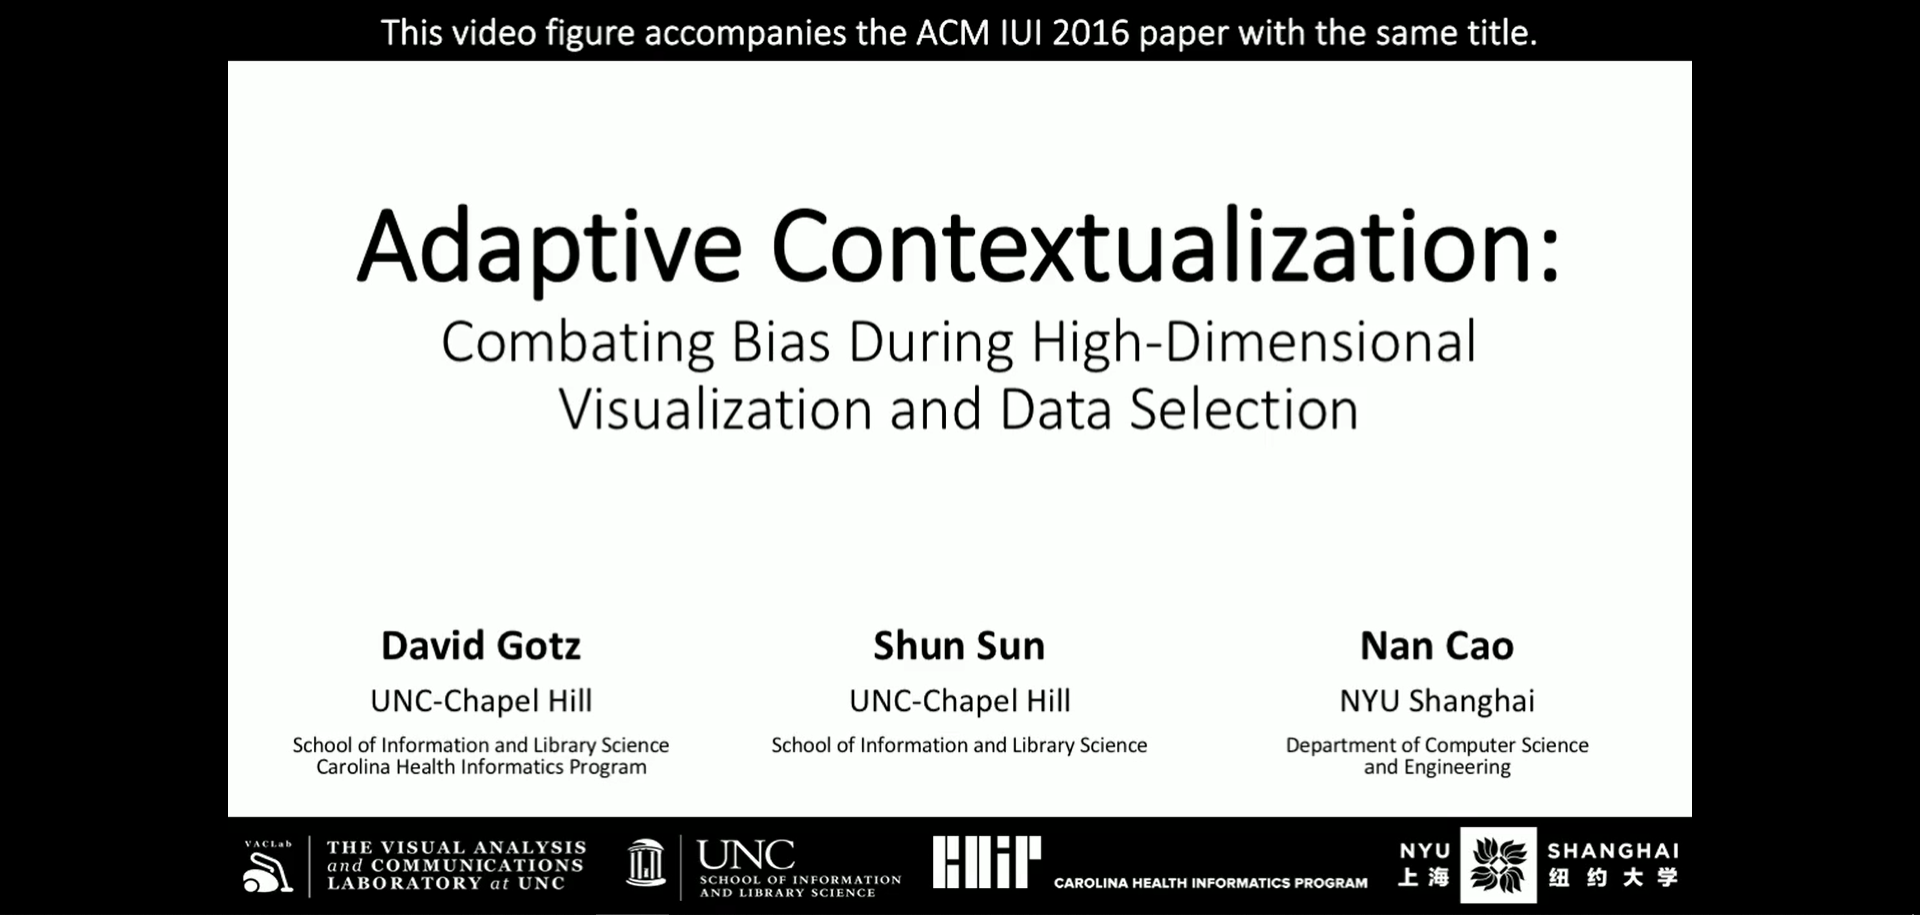 This video figure accompanies the ACM IUI 2016 paper with the same title.
Adaptive Contextualization:
Combating Bias During High-Dimensional
Visualization and Data Selection
David Gotz
UNC-Chapel Hill
School of Information and Library Science
Carolina Health Informatics Program
Shun Sun
UNC-Chapel Hill
School of Information and Library Science
Nan Cao
NYU Shanghai
Department of Computer Science
and Engineering
VACLab
THE VISUAL ANALYSIS
and COMMUNICATIONS
LABORATORY at UNC
UNC
SCHOOL OF INFORMATION
AND LIBRARY SCIENCE
CHIP
CAROLINA HEALTH INFORMATICS PROGRAM
NYU SHANGHAI
上海 纽约大学